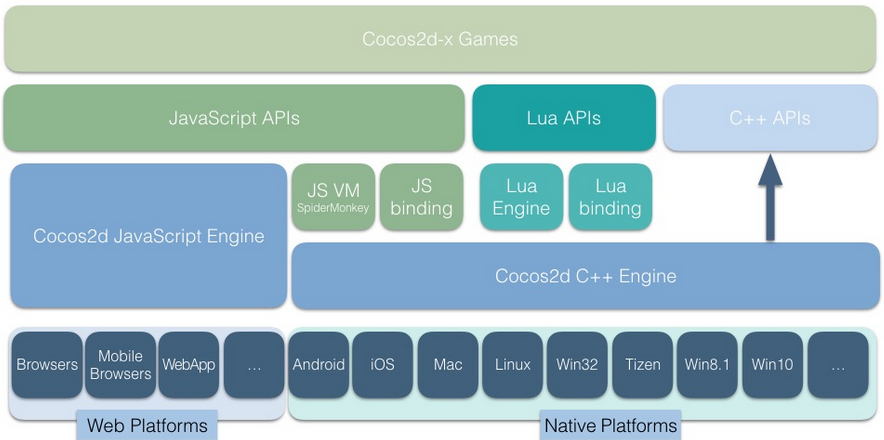 Cocos2d-x Games
JavaScript APIs
Lua APIs
C++ APIs
Cocos2d JavaScript Engine
JS VM
SpiderMonkey
JS
binding
Lua
Engine
Lua
binding
Cocos2d C++ Engine
Browsers
Mobile
Browsers
WebApp
...
Android
iOS
Mac
Linux
Win32
Tizen
Win8.1
Win10
...
Web Platforms
Native Platforms